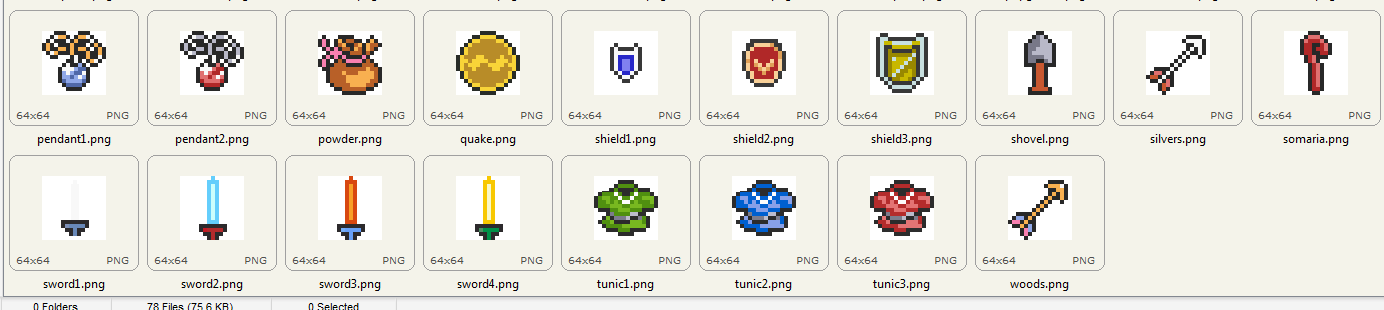 64x64 PNG 64x64 PNG 64x64 PNG 64x64 PNG 64x64 PNG 64x64 PNG 64x64 PNG 64x64 PNG 64x64 PNG 64x64 PNG
pendant1.png pendant2.png powder.png quake.png shield1.png shield2.png shield3.png shovel.png silvers.png somaria.png
64x64 PNG 64x64 PNG 64x64 PNG 64x64 PNG 64x64 PNG 64x64 PNG 64x64 PNG 64x64 PNG
sword1.png sword2.png sword3.png sword4.png tunic1.png tunic2.png tunic3.png woods.png
0 Folders 78 Files (75.6 KB) 0 Selected